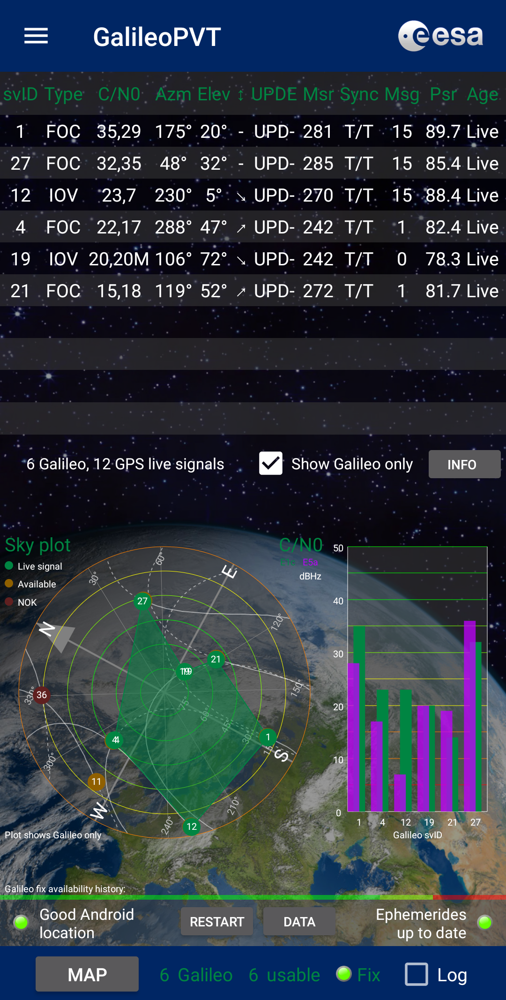 GalileoPVT
eesa
svID Type C/N0 Azm Elev ↕ UPDE Msr Sync Msg Psr Age
1 FOC 35,29 175° 20° - UPD- 281 T/T 15 89.7 Live
27 FOC 32,35 48° 32° - UPD- 285 T/T 15 85.4 Live
12 IOV 23,7 230° 5° ↘ UPD- 270 T/T 15 88.4 Live
4 FOC 22,17 288° 47° ↗ UPD- 242 T/T 1 82.4 Live
19 IOV 20,20M 106° 72° ↘ UPD- 242 T/T 0 78.3 Live
21 FOC 15,18 119° 52° ↗ UPD- 272 T/T 1 81.7 Live
6 Galileo, 12 GPS live signals
Show Galileo only
INFO
Sky plot
Live signal
Available
NOK
60°
30°
E
27
N
120°
21
19
150°
330°
36
75°
60°
45°
30°
1
S
4
300°
11
W
210°
240°
12
Plot shows Galileo only
C/N0
E1c E5a
dBHz
50
40
30
20
10
0
1 4 12 19 21 27
Galileo svID
Galileo fix availability history:
Good Android
location
RESTART
DATA
Ephemerides
up to date
MAP
6 Galileo 6 usable
Fix
Log